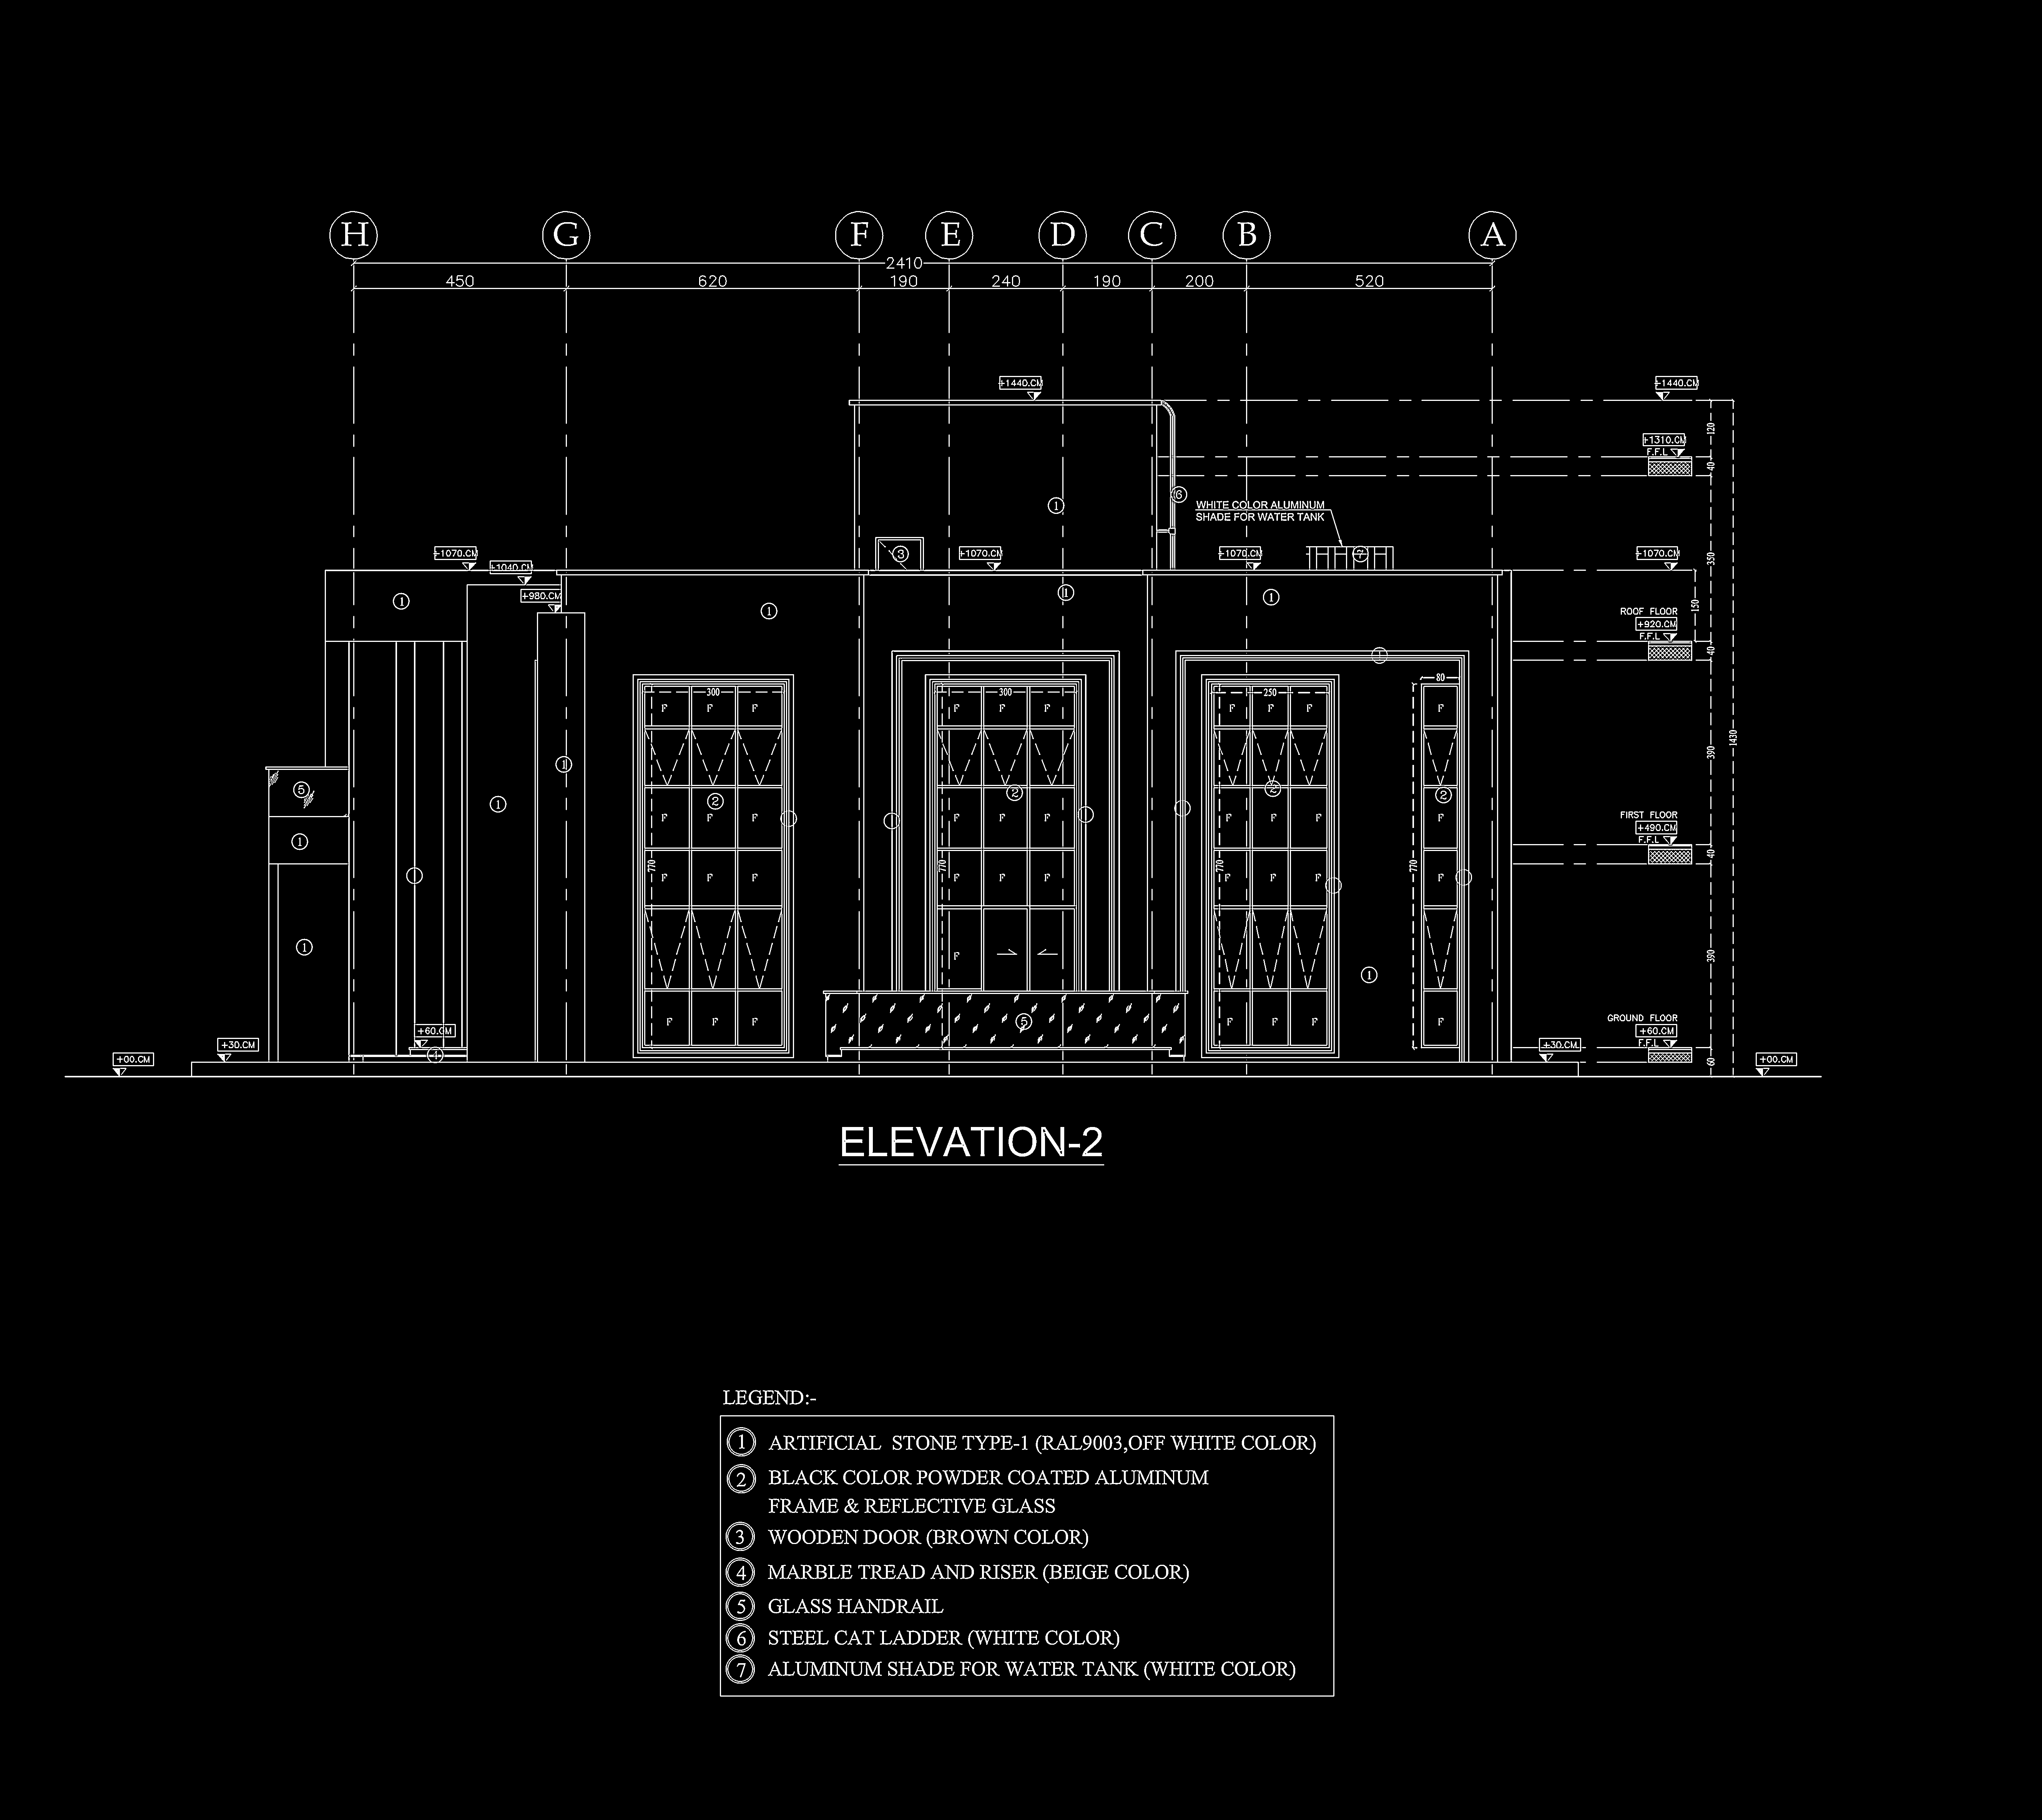 H G F E D C B A
2410
450 620 190 240 190 200 520
+1440.CM +1440.CM
120
+1310.CM
F.F.L
40
6
1
WHITE COLOR ALUMINUM
SHADE FOR WATER TANK
+1070.CM 3 +1070.CM +1070.CM 7 +1070.CM
350
+1040.CM
+980.CM
1 1 1 1
150
ROOF FLOOR
+920.CM
F.F.L
40
1
80
300 300 250
F F F F F F F F F F
1
390
1430
5
2 2 2 2
1
F F F F F F F F F F
FIRST FLOOR
+490.CM
F.F.L
40
1
770 770 770 770
F F F F F F F F F F
1
F
390
1
F F F 5 F F F F
GROUND FLOOR
+60.CM
F.F.L
60
+60.CM
4
+30.CM +30.CM
+00.CM +00.CM
ELEVATION-2
LEGEND:-
1 ARTIFICIAL STONE TYPE-1 (RAL9003,OFF WHITE COLOR)
2 BLACK COLOR POWDER COATED ALUMINUM
FRAME & REFLECTIVE GLASS
3 WOODEN DOOR (BROWN COLOR)
4 MARBLE TREAD AND RISER (BEIGE COLOR)
5 GLASS HANDRAIL
6 STEEL CAT LADDER (WHITE COLOR)
7 ALUMINUM SHADE FOR WATER TANK (WHITE COLOR)